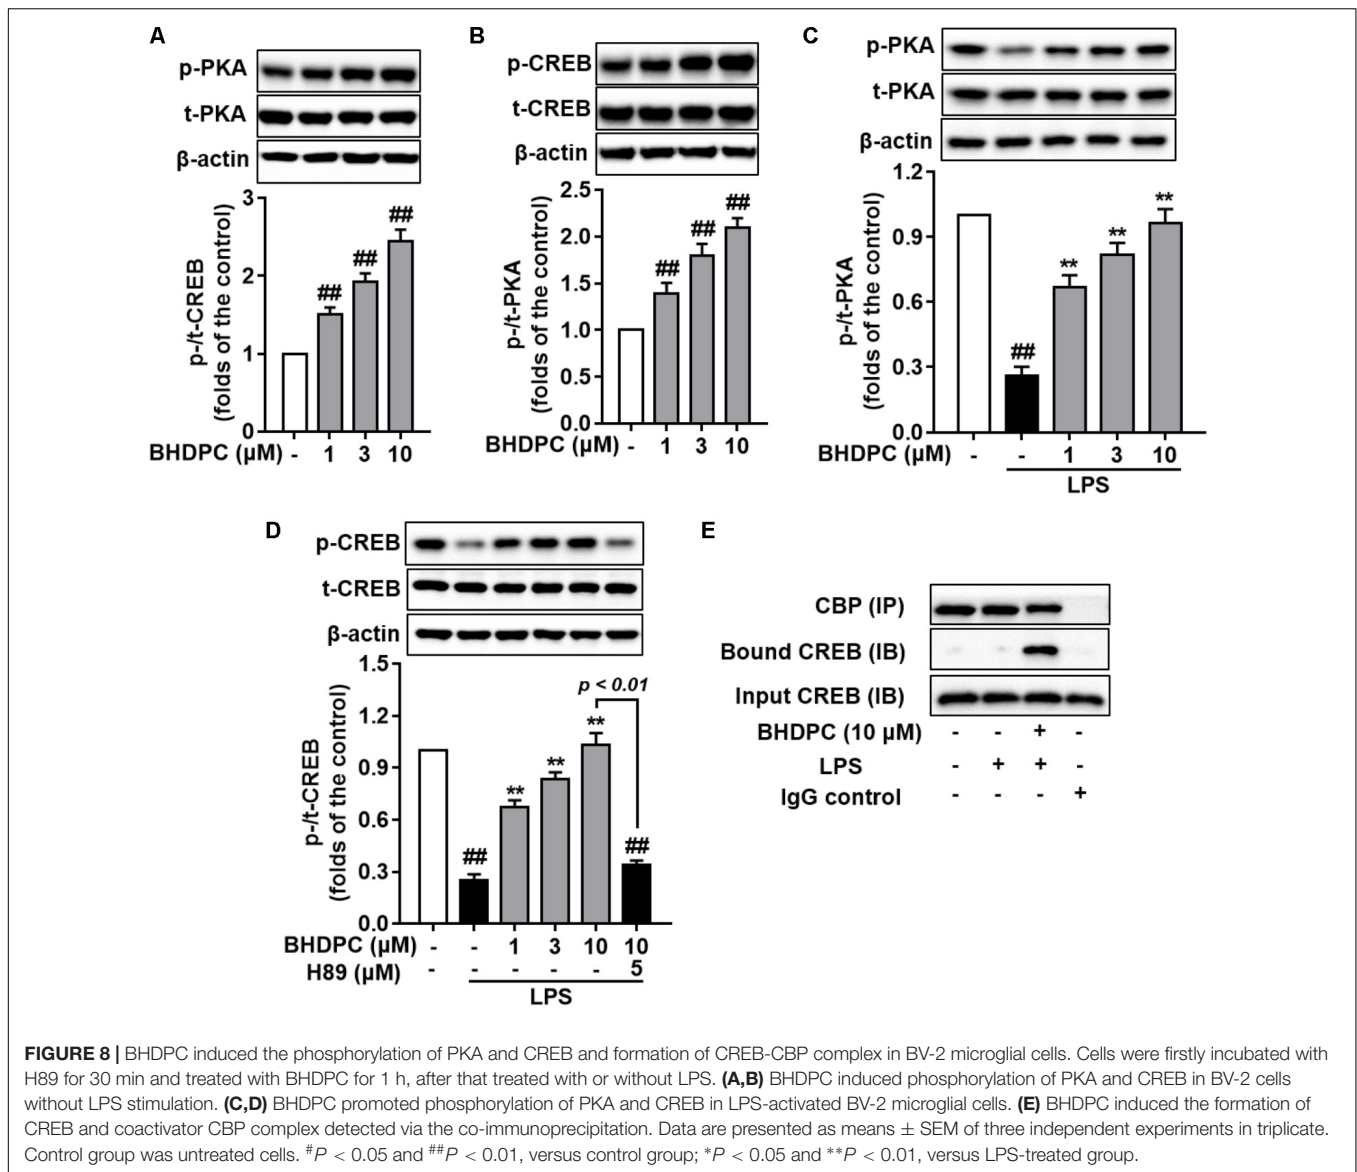 A
p-PKA
t-PKA
β-actin
3
2
1
0
p-/t-CREB
(folds of the control)
##
##
##
BHDPC (μM) - 1 3 10
B
p-CREB
t-CREB
β-actin
2.5
2.0
1.5
1.0
0.5
0.0
p-/t-PKA
(folds of the control)
##
##
##
BHDPC (μM) - 1 3 10
C
p-PKA
t-PKA
β-actin
1.2
0.9
0.6
0.3
0.0
p-/t-PKA
(folds of the control)
##
**
**
**
BHDPC (μM) - - 1 3 10
LPS
D
p-CREB
t-CREB
β-actin
1.5
1.2
0.9
0.6
0.3
0.0
p-/t-CREB
(folds of the control)
p < 0.01
##
**
**
**
##
BHDPC (μM) - - 1 3 10 10
H89 (μM) - - - - - 5
LPS
E
CBP (IP)
Bound CREB (IB)
Input CREB (IB)
BHDPC (10 μM) - - + -
LPS - + + -
IgG control - - - +
FIGURE 8 | BHDPC induced the phosphorylation of PKA and CREB and formation of CREB-CBP complex in BV-2 microglial cells. Cells were firstly incubated with
H89 for 30 min and treated with BHDPC for 1 h, after that treated with or without LPS. (A,B) BHDPC induced phosphorylation of PKA and CREB in BV-2 cells
without LPS stimulation. (C,D) BHDPC promoted phosphorylation of PKA and CREB in LPS-activated BV-2 microglial cells. (E) BHDPC induced the formation of
CREB and coactivator CBP complex detected via the co-immunoprecipitation. Data are presented as means ± SEM of three independent experiments in triplicate.
Control group was untreated cells. #P < 0.05 and ##P < 0.01, versus control group; *P < 0.05 and **P < 0.01, versus LPS-treated group.